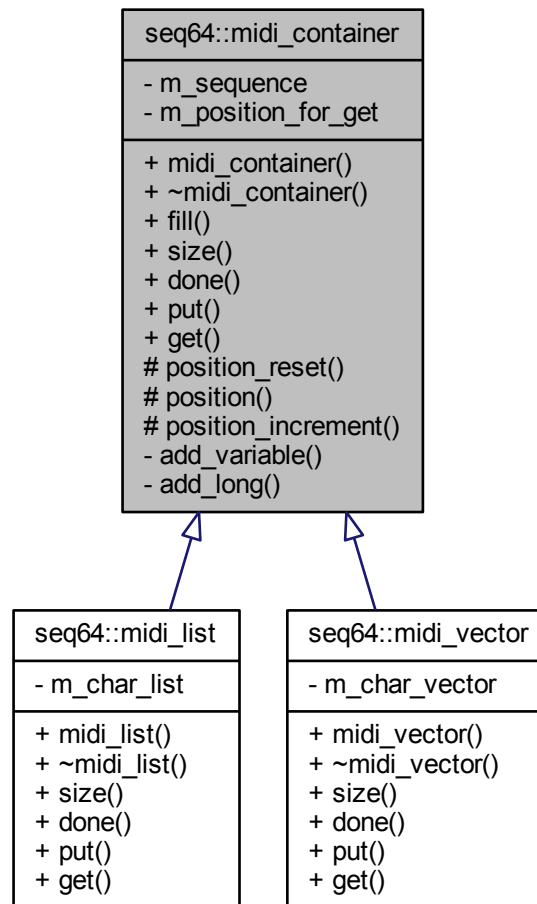 seq64::midi_container
- m_sequence
- m_position_for_get
+ midi_container()
+ ~midi_container()
+ fill()
+ size()
+ done()
+ put()
+ get()
# position_reset()
# position()
# position_increment()
- add_variable()
- add_long()
seq64::midi_list
- m_char_list
+ midi_list()
+ ~midi_list()
+ size()
+ done()
+ put()
+ get()
seq64::midi_vector
- m_char_vector
+ midi_vector()
+ ~midi_vector()
+ size()
+ done()
+ put()
+ get()